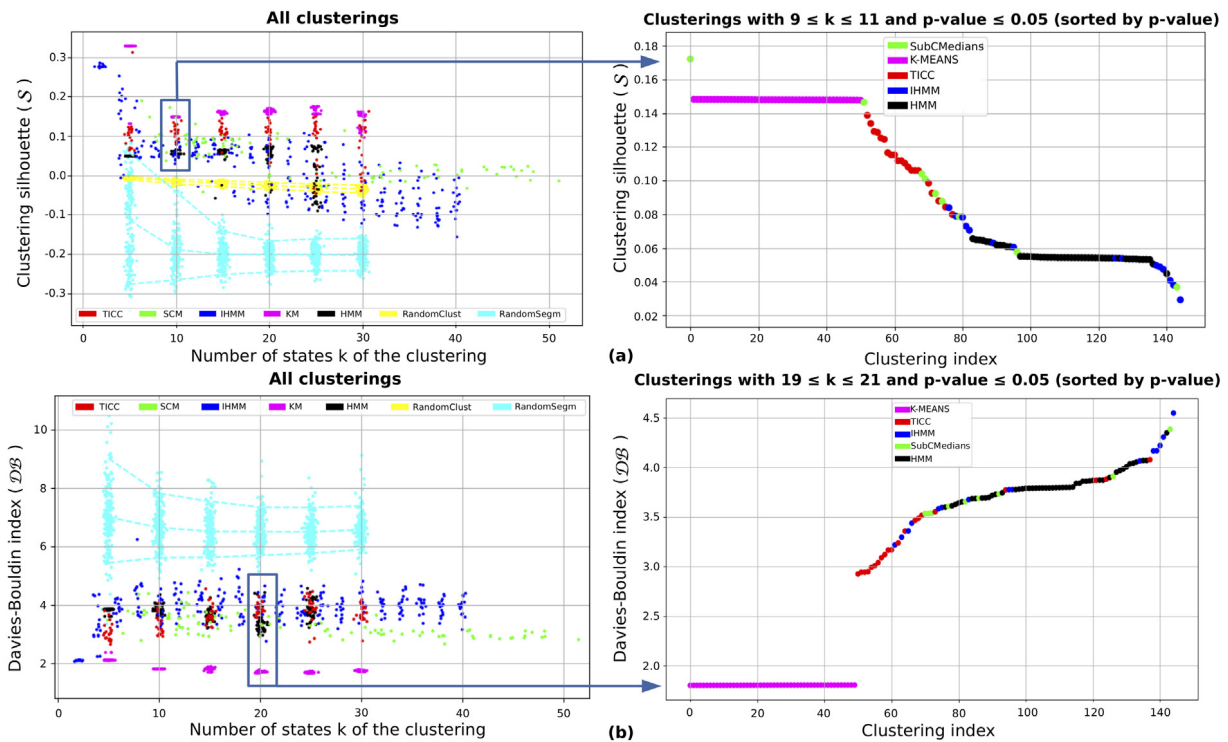 All clusterings
Clustering silhouette (S)
0.3
0.2
0.1
0.0
-0.1
-0.2
-0.3
TICC SCM IHMM KM HMM RandomClust RandomSegm
0 10 20 30 40 50
Number of states k of the clustering
(a)
Clusterings with 9 ≤ k ≤ 11 and p-value ≤ 0.05 (sorted by p-value)
Clustering silhouette (S)
0.18
0.16
0.14
0.12
0.10
0.08
0.06
0.04
0.02
SubCMedians
K-MEANS
TICC
IHMM
HMM
0 20 40 60 80 100 120 140
Clustering index
All clusterings
Davies-Bouldin index (DB)
TICC SCM IHMM KM HMM RandomClust RandomSegm
10
8
6
4
2
0 10 20 30 40 50
Number of states k of the clustering
(b)
Clusterings with 19 ≤ k ≤ 21 and p-value ≤ 0.05 (sorted by p-value)
Davies-Bouldin index (DB)
4.5
4.0
3.5
3.0
2.5
2.0
K-MEANS
TICC
IHMM
SubCMedians
HMM
0 20 40 60 80 100 120 140
Clustering index